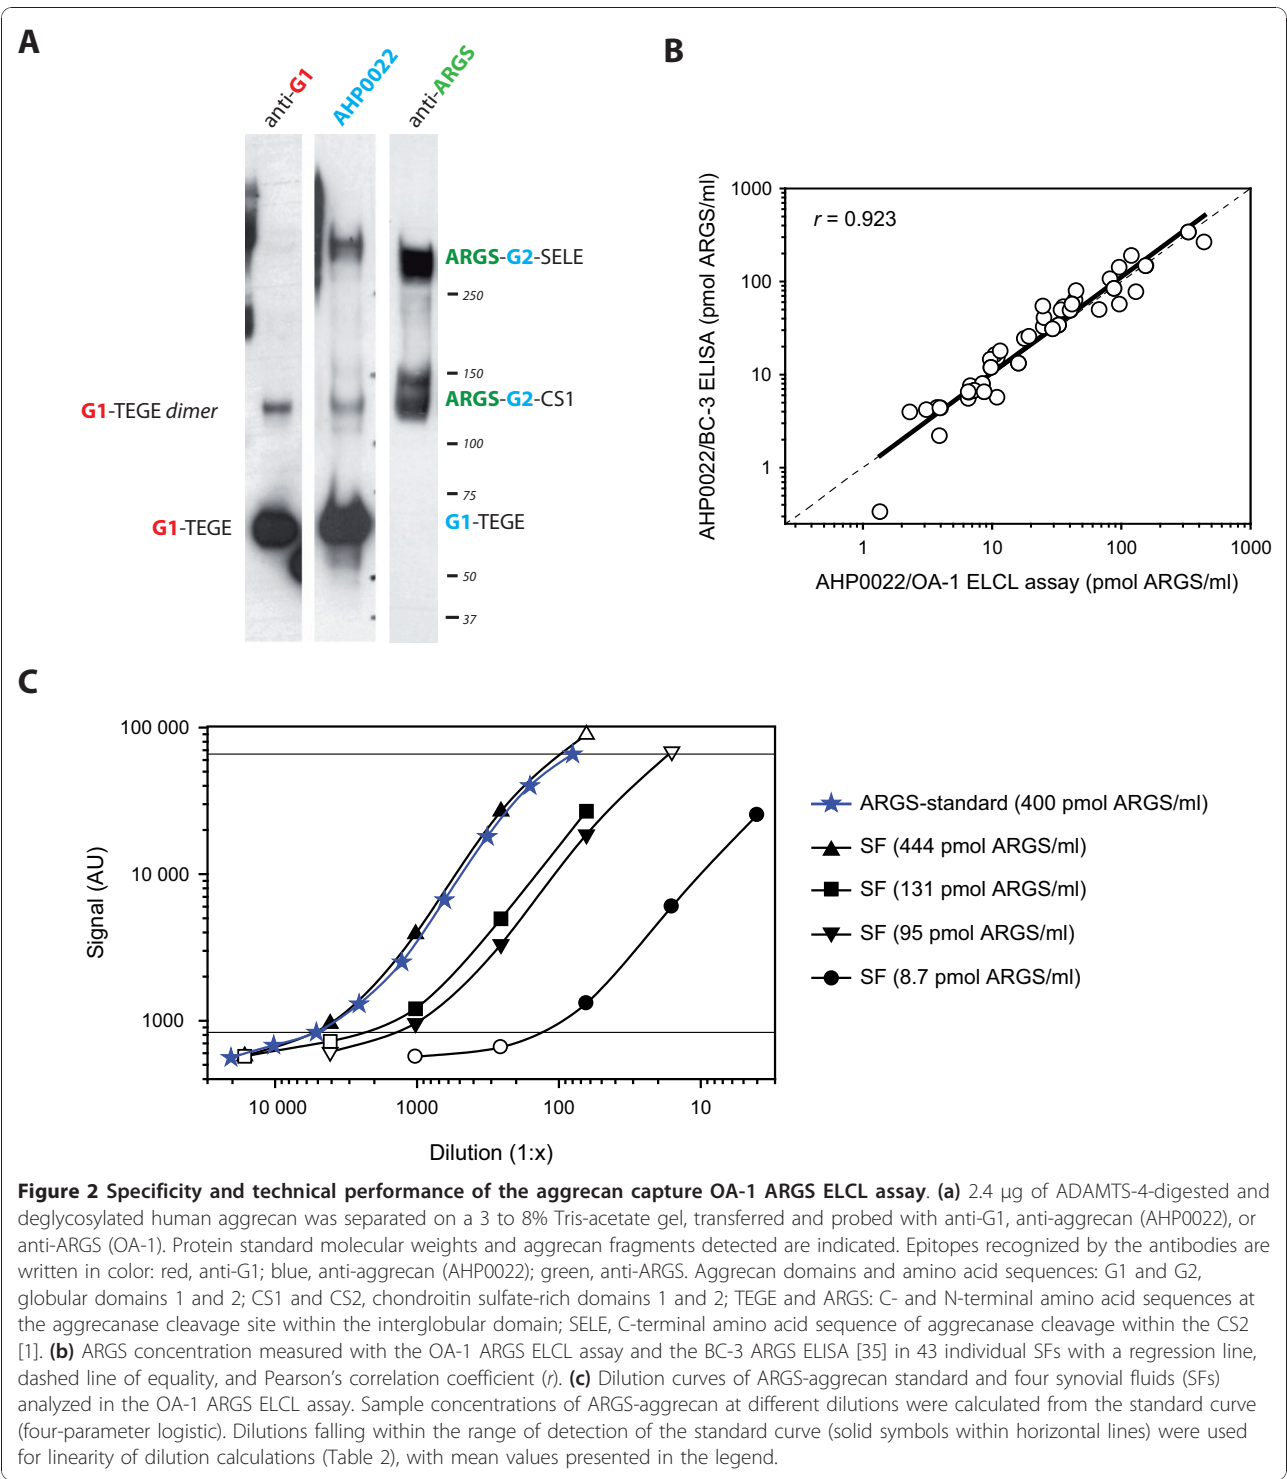 A
anti-G1
AHP0022
anti-ARGS
ARGS-G2-SELE
250
150
ARGS-G2-CS1
G1-TEGE dimer
100
75
G1-TEGE
G1-TEGE
50
37
B
AHP0022/BC-3 ELISA (pmol ARGS/ml)
1000
100
10
1
r = 0.923
1
10
100
1000
AHP0022/OA-1 ELCL assay (pmol ARGS/ml)
C
Signal (AU)
100 000
10 000
1000
10 000
1000
100
10
Dilution (1:x)
ARGS-standard (400 pmol ARGS/ml)
SF (444 pmol ARGS/ml)
SF (131 pmol ARGS/ml)
SF (95 pmol ARGS/ml)
SF (8.7 pmol ARGS/ml)
Figure 2 Specificity and technical performance of the aggrecan capture OA-1 ARGS ELCL assay. (a) 2.4 μg of ADAMTS-4-digested and
deglycosylated human aggrecan was separated on a 3 to 8% Tris-acetate gel, transferred and probed with anti-G1, anti-aggrecan (AHP0022), or
anti-ARGS (OA-1). Protein standard molecular weights and aggrecan fragments detected are indicated. Epitopes recognized by the antibodies are
written in color: red, anti-G1; blue, anti-aggrecan (AHP0022); green, anti-ARGS. Aggrecan domains and amino acid sequences: G1 and G2,
globular domains 1 and 2; CS1 and CS2, chondroitin sulfate-rich domains 1 and 2; TEGE and ARGS: C- and N-terminal amino acid sequences at
the aggrecanase cleavage site within the interglobular domain; SELE, C-terminal amino acid sequence of aggrecanase cleavage within the CS2
[1]. (b) ARGS concentration measured with the OA-1 ARGS ELCL assay and the BC-3 ARGS ELISA [35] in 43 individual SFs with a regression line,
dashed line of equality, and Pearson's correlation coefficient (r). (c) Dilution curves of ARGS-aggrecan standard and four synovial fluids (SFs)
analyzed in the OA-1 ARGS ELCL assay. Sample concentrations of ARGS-aggrecan at different dilutions were calculated from the standard curve
(four-parameter logistic). Dilutions falling within the range of detection of the standard curve (solid symbols within horizontal lines) were used
for linearity of dilution calculations (Table 2), with mean values presented in the legend.